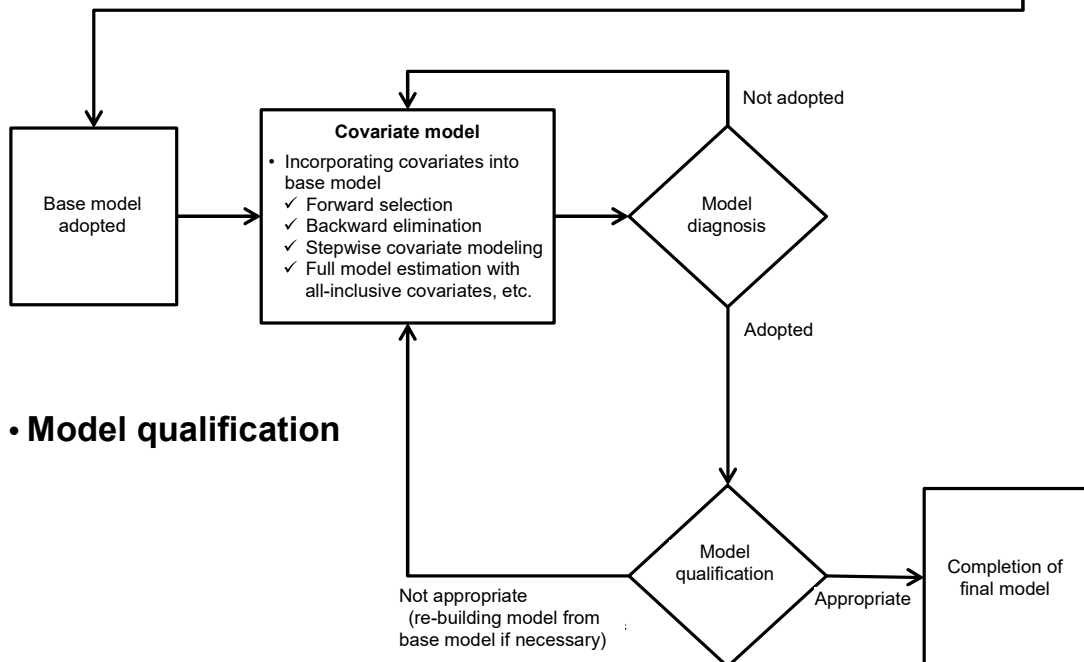 Not adopted
Covariate model
• Incorporating covariates into
base model
✓ Forward selection
✓ Backward elimination
✓ Stepwise covariate modeling
✓ Full model estimation with
all-inclusive covariates, etc.
Base model
adopted
Model
diagnosis
Adopted
• Model qualification
Model
qualification
Completion of
final model
Appropriate
Not appropriate
(re-building model from
base model if necessary)